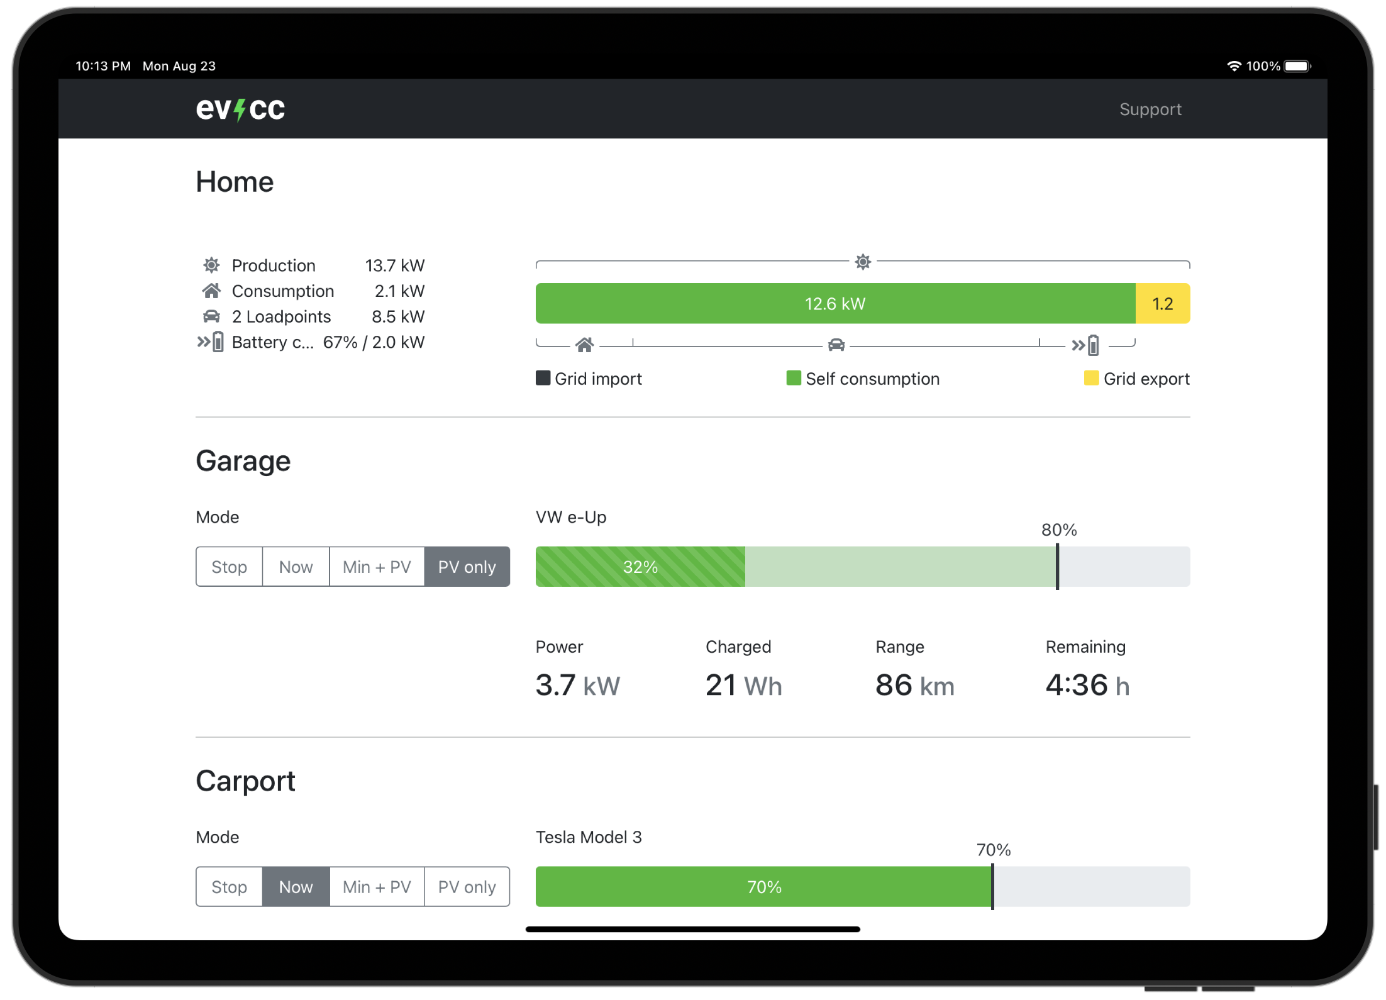 10:13 PM Mon Aug 23 100%
evcc Support
Home
Production 13.7 kW
Consumption 2.1 kW
2 Loadpoints 8.5 kW
Battery c... 67% / 2.0 kW
12.6 kW 1.2
Grid import Self consumption Grid export
Garage
Mode
Stop Now Min + PV PV only
VW e-Up
80%
32%
Power Charged Range Remaining
3.7 kW 21 Wh 86 km 4:36 h
Carport
Mode
Stop Now Min + PV PV only
Tesla Model 3
70%
70%